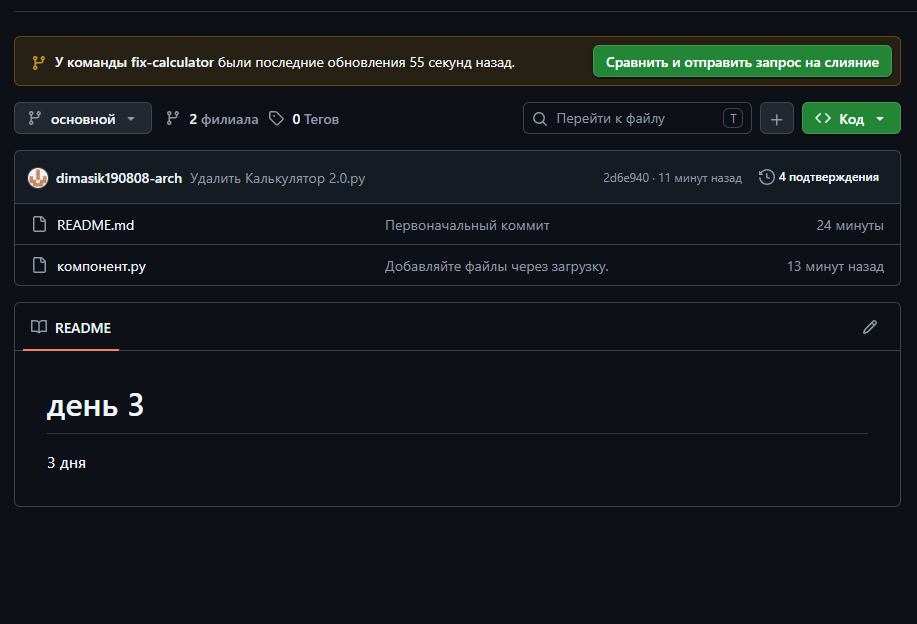 У команды fix-calculator были последние обновления 55 секунд назад.
Сравнить и отправить запрос на слияние
основной 2 филиала 0 Тегов Перейти к файлу T + <> Код
dimasik190808-arch Удалить Калькулятор 2.0.py 2d6e940 · 11 минут назад 4 подтверждения
README.md Первоначальный коммит 24 минуты
компонент.py Добавляйте файлы через загрузку. 13 минут назад
README
день 3
3 дня